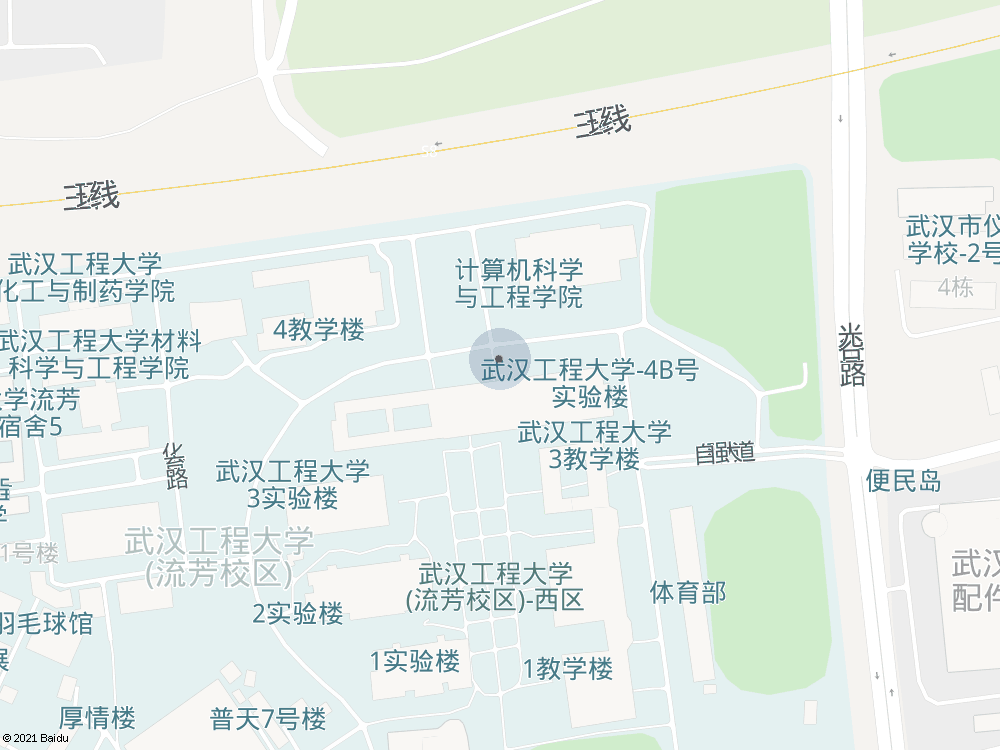 玨线
玨线
武汉市仪
学校-2号
4栋
武汉工程大学
化工与制药学院
计算机科学
与工程学院
4教学楼
武汉工程大学材料
科学与工程学院
光谷路
武汉工程大学-4B号
实验楼
大学流芳
宿舍5
武汉工程大学
3教学楼
自强道
化育路
武汉工程大学
3实验楼
便民岛
学
1号楼
武汉工程大学
(流芳校区)
武汉
配件
武汉工程大学
(流芳校区)-西区
体育部
2实验楼
羽毛球馆
1实验楼
1教学楼
厚情楼
普天7号楼
© 2021 Baidu